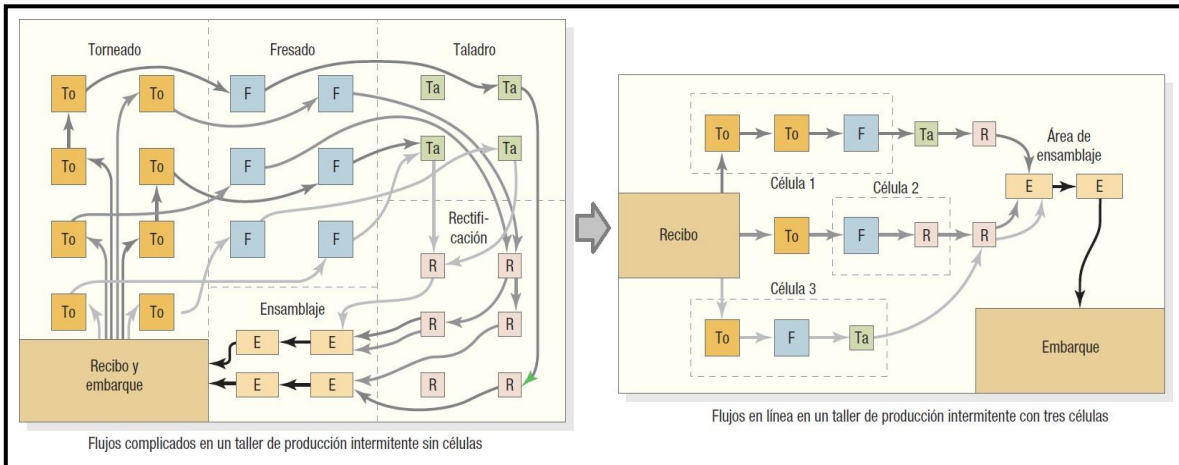 Torneado
Fresado
Taladro
To
To
F
F
Ta
Ta
To
To
F
F
Ta
Ta
To
To
F
F
Rectifi-
cación
R
R
To
To
Ensamblaje
E
E
R
R
Recibo y
embarque
E
E
R
R
Flujos complicados en un taller de producción intermitente sin células
To
To
F
Ta
R
Área de
ensamblaje
Célula 1
Célula 2
E
E
Recibo
To
F
R
R
Célula 3
To
F
Ta
Embarque
Flujos en línea en un taller de producción intermitente con tres células